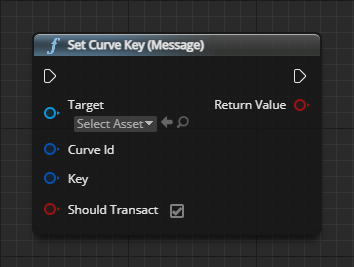 Set Curve Key (Message)
Target
Return Value
Select Asset
Curve Id
Key
Should Transact